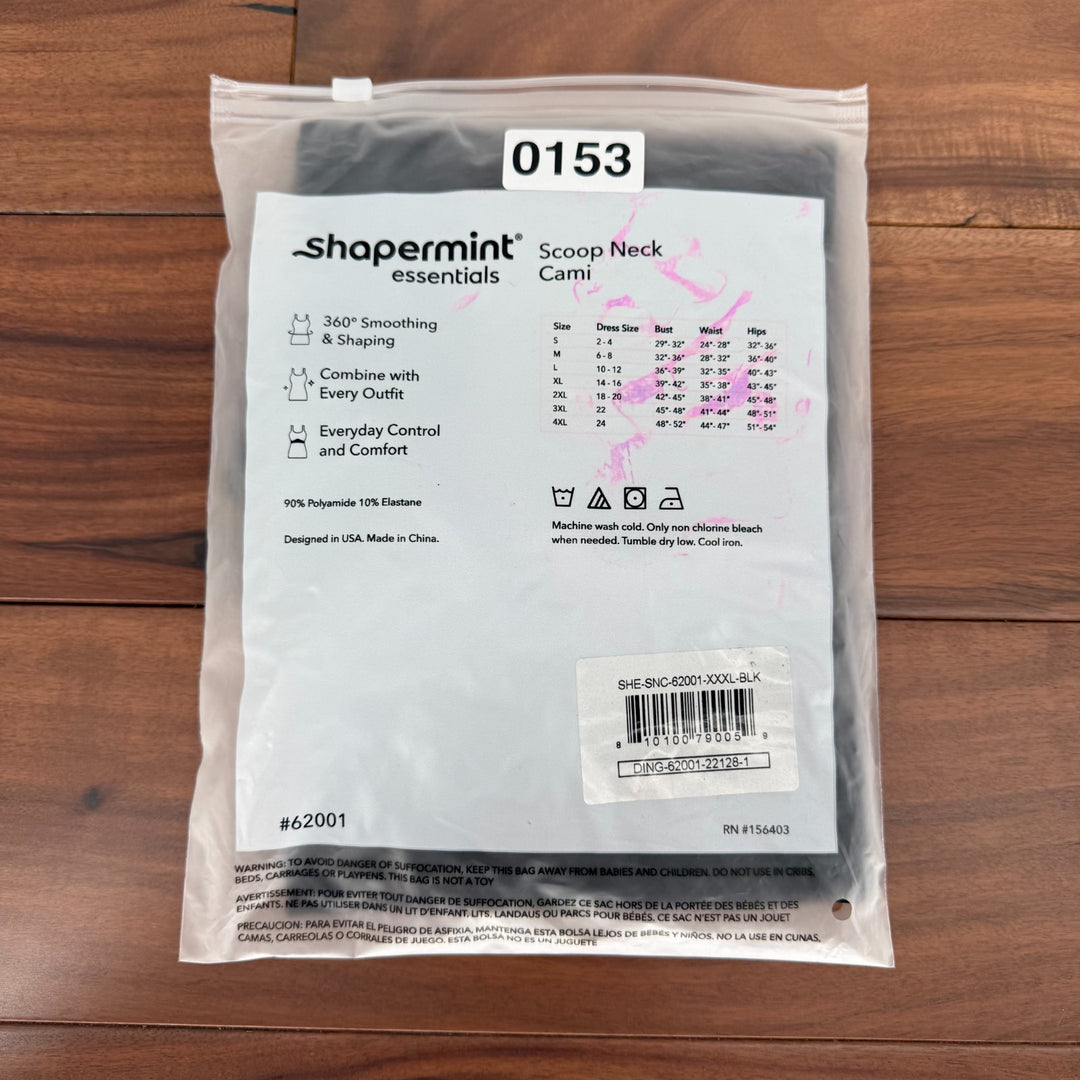 0153
shapermint®
essentials
Scoop Neck
Cami
360° Smoothing
& Shaping
Combine with
Every Outfit
Everyday Control
and Comfort
90% Polyamide 10% Elastane
Designed in USA. Made in China.
Size Dress Size Bust Waist Hips
S 2 - 4 29"- 32" 24"- 28" 32"- 36"
M 6 - 8 32"- 36" 28"- 32" 36"- 40"
L 10 - 12 36"- 39" 32"- 35" 40"- 43"
XL 14 - 16 39"- 42" 35"- 38" 43"- 45"
2XL 18 - 20 42"- 45" 38"- 41" 45"- 48"
3XL 22 45"- 48" 41"- 44" 48"- 51"
4XL 24 48"- 52" 44"- 47" 51"- 54"
Machine wash cold. Only non chlorine bleach
when needed. Tumble dry low. Cool iron.
SHE-SNC-62001-XXXL-BLK
8 10100 79005 9
DING-62001-22128-1
#62001
RN #156403
WARNING: TO AVOID DANGER OF SUFFOCATION, KEEP THIS BAG AWAY FROM BABIES AND CHILDREN. DO NOT USE IN CRIBS,
BEDS, CARRIAGES OR PLAYPENS. THIS BAG IS NOT A TOY
AVERTISSEMENT: POUR EVITER TOUT DANGER DE SUFFOCATION, GARDEZ CE SAC HORS DE LA PORTÉE DES BÉBÉS ET DES
ENFANTS. NE PAS UTILISER DANS UN LIT D'ENFANT, LITS, LANDAUS OU PARCS POUR BÉBÉS. CE SAC N'EST PAS UN JOUET
PRECAUCION: PARA EVITAR EL PELIGRO DE ASFIXIA, MANTENGA ESTA BOLSA LEJOS DE BEBES Y NIÑOS. NO LA USE EN CUNAS,
CAMAS, CARREOLAS O CORRALES DE JUEGO. ESTA BOLSA NO ES UN JUGUETE